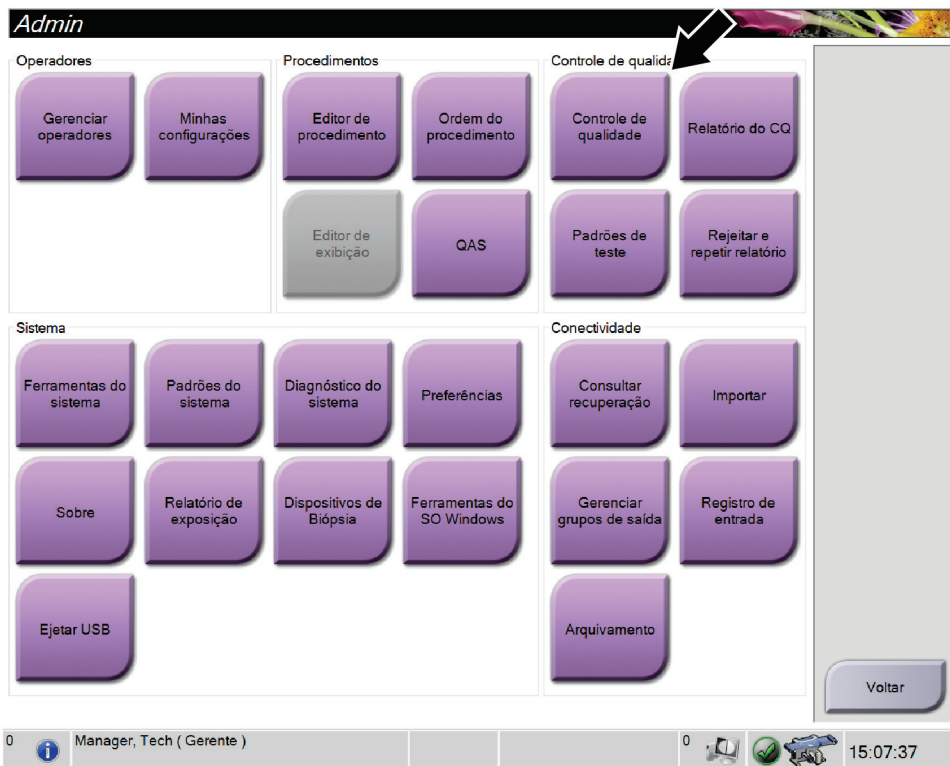 Admin
Operadores
Gerenciar
operadores
Minhas
configurações
Procedimentos
Editor de
procedimento
Ordem do
procedimento
Editor de
exibição
QAS
Controle de qualida
Controle de
qualidade
Relatório do CQ
Padrões de
teste
Rejeitar e
repetir relatório
Sistema
Ferramentas do
sistema
Padrões do
sistema
Diagnóstico do
sistema
Preferências
Sobre
Relatório de
exposição
Dispositivos de
Biópsia
Ferramentas do
SO Windows
Ejetar USB
Conectividade
Consultar
recuperação
Importar
Gerenciar
grupos de saída
Registro de
entrada
Arquivamento
Voltar
0
Manager, Tech ( Gerente )
0
15:07:37